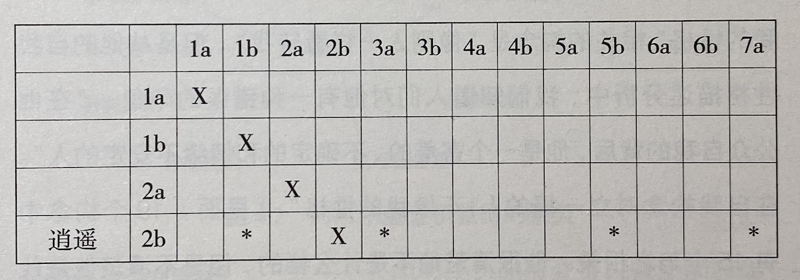 1a 1b 2a 2b 3a 3b 4a 4b 5a 5b 6a 6b 7a
1a X
1b X
2a X
逍遥 2b * X * * *